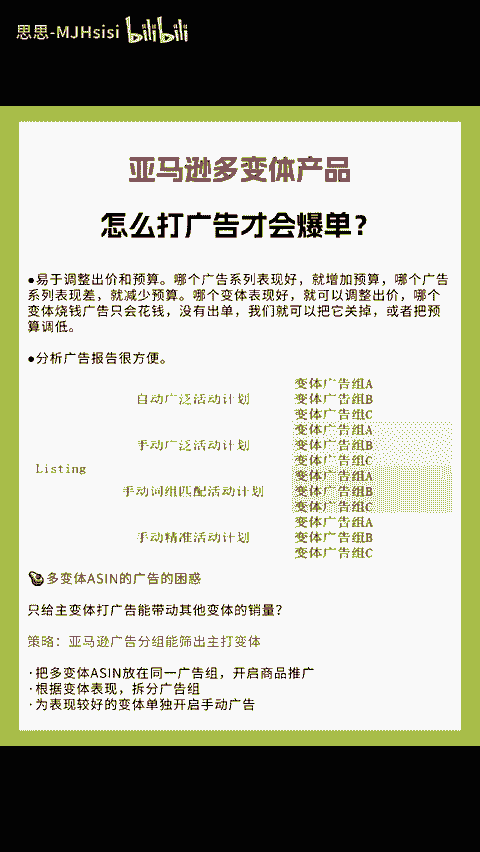 思思-MJHsisi bilibili
亚马逊多变体产品
怎么打广告才会爆单？
●易于调整出价和预算。哪个广告系列表现好，就增加预算，哪个广告
系列表现差，就减少预算。哪个变体表现好，就可以调整出价，哪个
变体烧钱广告只会花钱，没有出单，我们就可以把它关掉，或者把预
算调低。
●分析广告报告很方便。
变体广告组A
自动广泛活动计划 变体广告组B
变体广告组C
变体广告组A
手动广泛活动计划 变体广告组B
变体广告组C
Listing
变体广告组A
手动词组匹配活动计划 变体广告组B
变体广告组C
变体广告组A
手动精准活动计划 变体广告组B
变体广告组C
多变体ASIN的广告的困惑
只给主变体打广告能带动其他变体的销量？
策略：亚马逊广告分组能筛出主打变体
·把多变体ASIN放在同一广告组，开启商品推广
·根据变体表现，拆分广告组
·为表现较好的变体单独开启手动广告